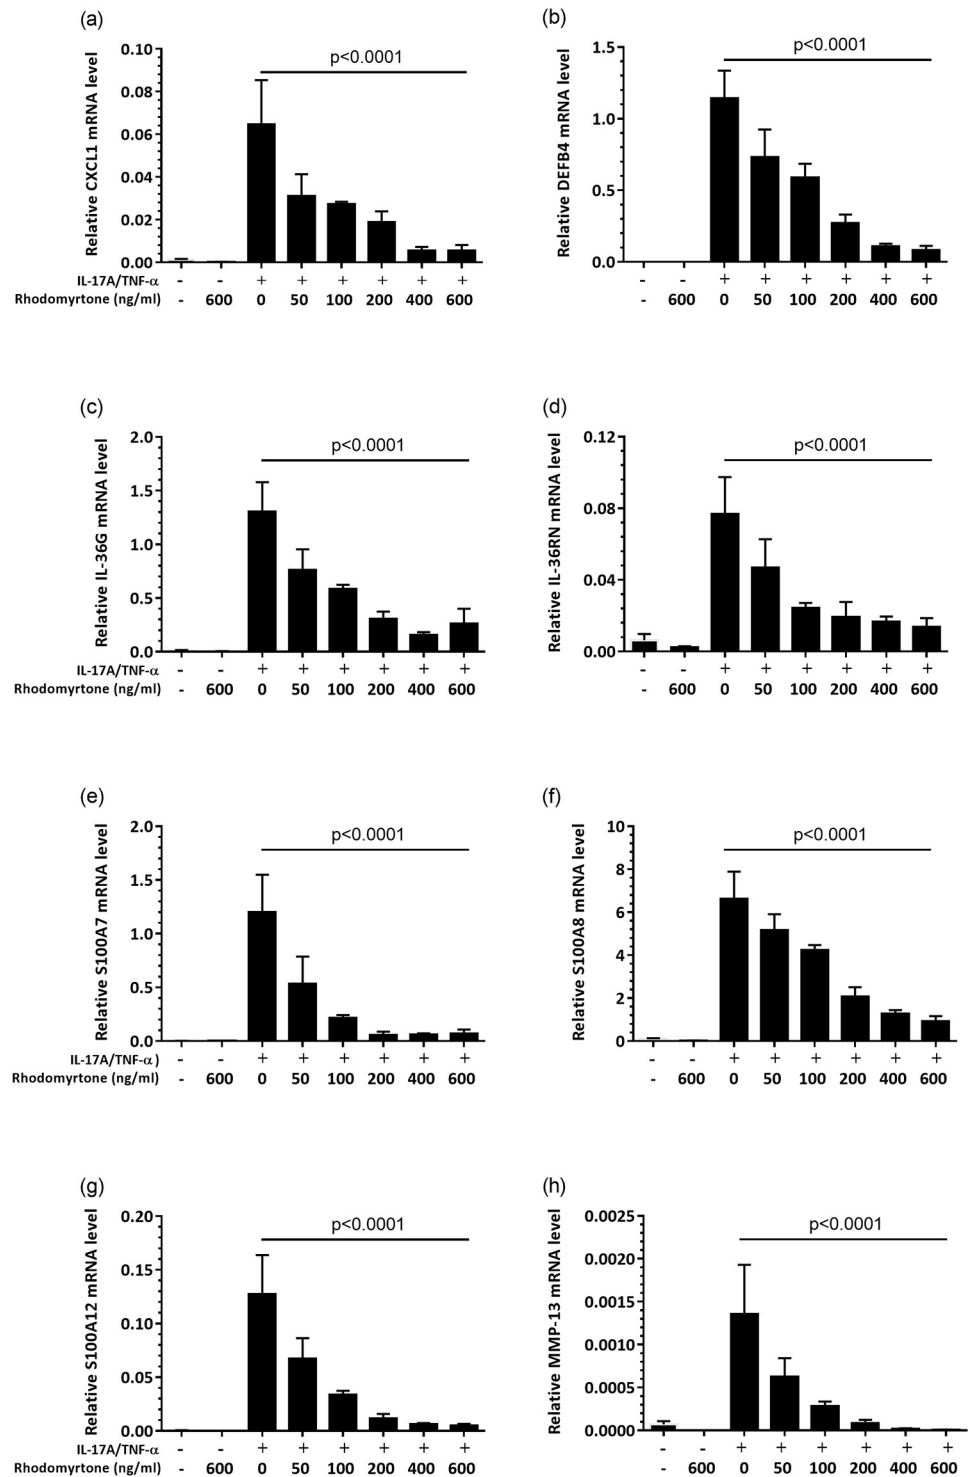 (a)
Relative CXCL1 mRNA level
0.10
0.08
0.06
0.04
0.02
0.00
p<0.0001
IL-17A/TNF-α - - + + + + + +
Rhodomyrtone (ng/ml) - 600 0 50 100 200 400 600
(b)
Relative DEFB4 mRNA level
1.5
1.0
0.5
0.0
p<0.0001
- - + + + + + +
- 600 0 50 100 200 400 600
(c)
Relative IL-36G mRNA level
2.0
1.5
1.0
0.5
0.0
p<0.0001
IL-17A/TNF-α - - + + + + + +
Rhodomyrtone (ng/ml) - 600 0 50 100 200 400 600
(d)
Relative IL-36RN mRNA level
0.12
0.08
0.04
0.00
p<0.0001
- - + + + + + +
- 600 0 50 100 200 400 600
(e)
Relative S100A7 mRNA level
2.0
1.5
1.0
0.5
0.0
p<0.0001
IL-17A/TNF-α) - - + + + + + +
Rhodomyrtone (ng/ml) - 600 0 50 100 200 400 600
(f)
Relative S100A8 mRNA level
10
8
6
4
2
0
p<0.0001
- - + + + + + +
- 600 0 50 100 200 400 600
(g)
Relative S100A12 mRNA level
0.20
0.15
0.10
0.05
0.00
p<0.0001
IL-17A/TNF-α - - + + + + + +
Rhodomyrtone (ng/ml) - 600 0 50 100 200 400 600
(h)
Relative MMP-13 mRNA level
0.0025
0.0020
0.0015
0.0010
0.0005
0.0000
p<0.0001
- - + + + + + +
- 600 0 50 100 200 400 600